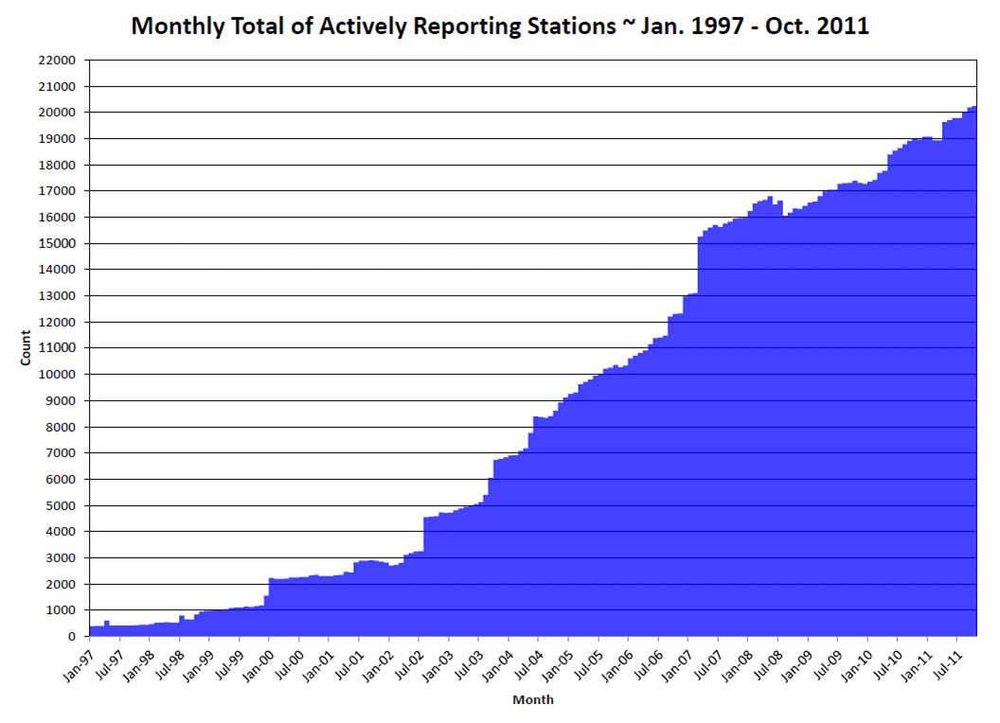 Monthly Total of Actively Reporting Stations ~ Jan. 1997 - Oct. 2011
22000
21000
20000
19000
18000
17000
16000
15000
14000
13000
12000
11000
10000
9000
8000
7000
6000
5000
4000
3000
2000
1000
0
Count
Jan-97
Jul-97
Jan-98
Jul-98
Jan-99
Jul-99
Jan-00
Jul-00
Jan-01
Jul-01
Jan-02
Jul-02
Jan-03
Jul-03
Jan-04
Jul-04
Jan-05
Jul-05
Jan-06
Jul-06
Jan-07
Jul-07
Jan-08
Jul-08
Jan-09
Jul-09
Jan-10
Jul-10
Jan-11
Jul-11
Month